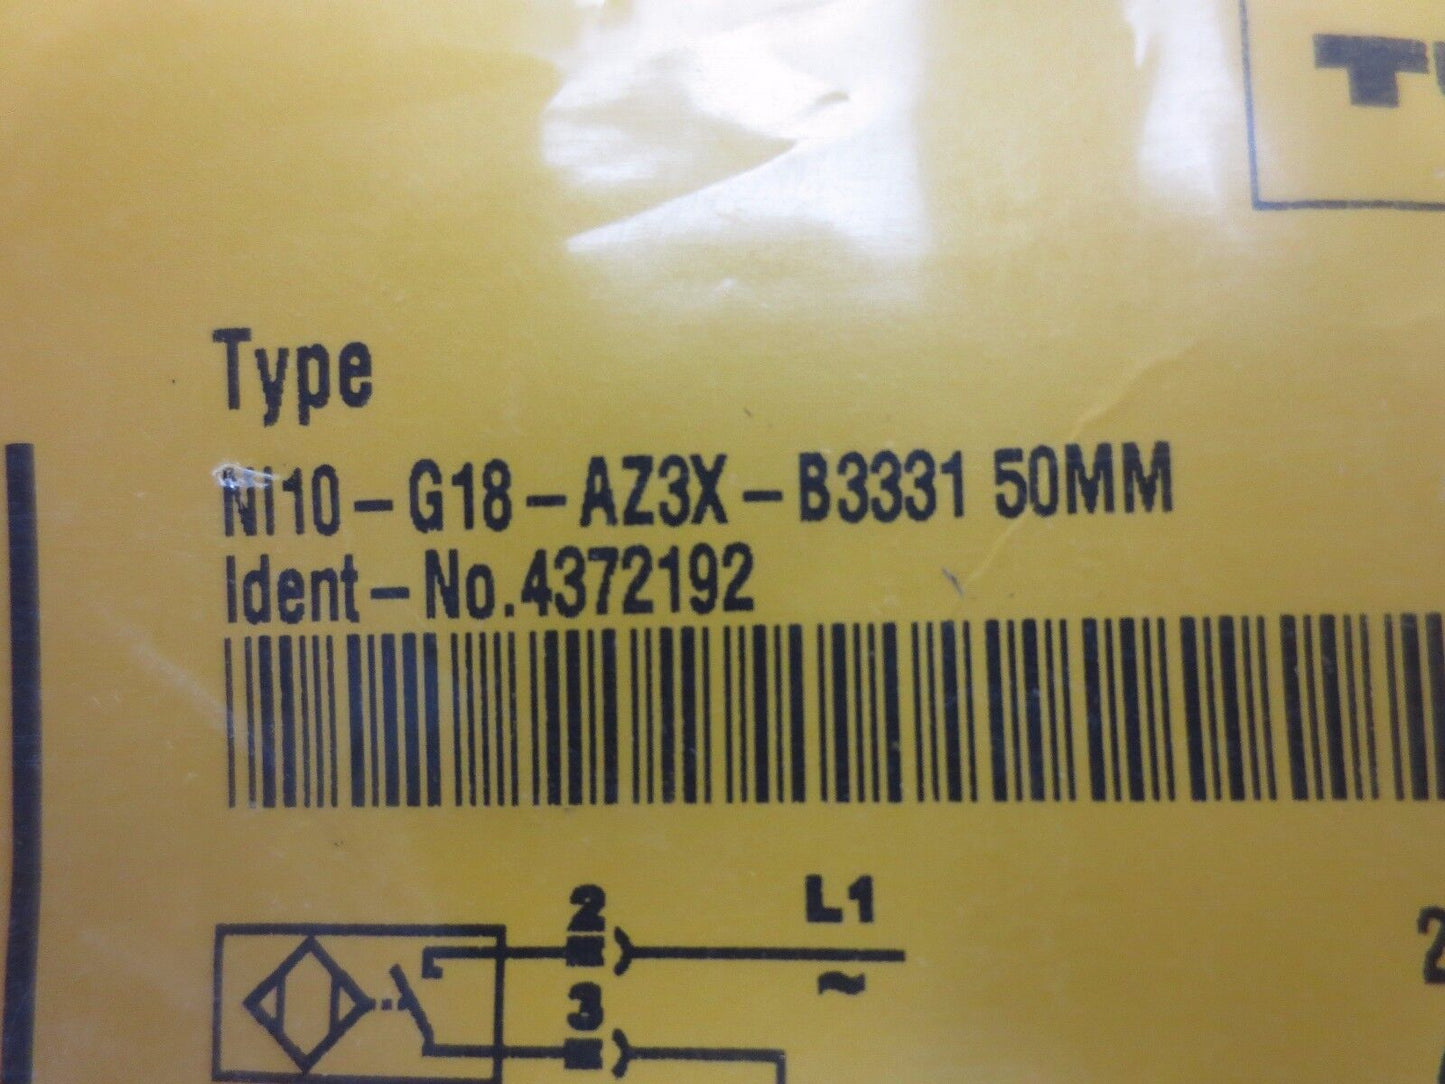 Type
NI10-G18-AZ3X-B3331 50MM
Ident-No.4372192
2
L1
~
3